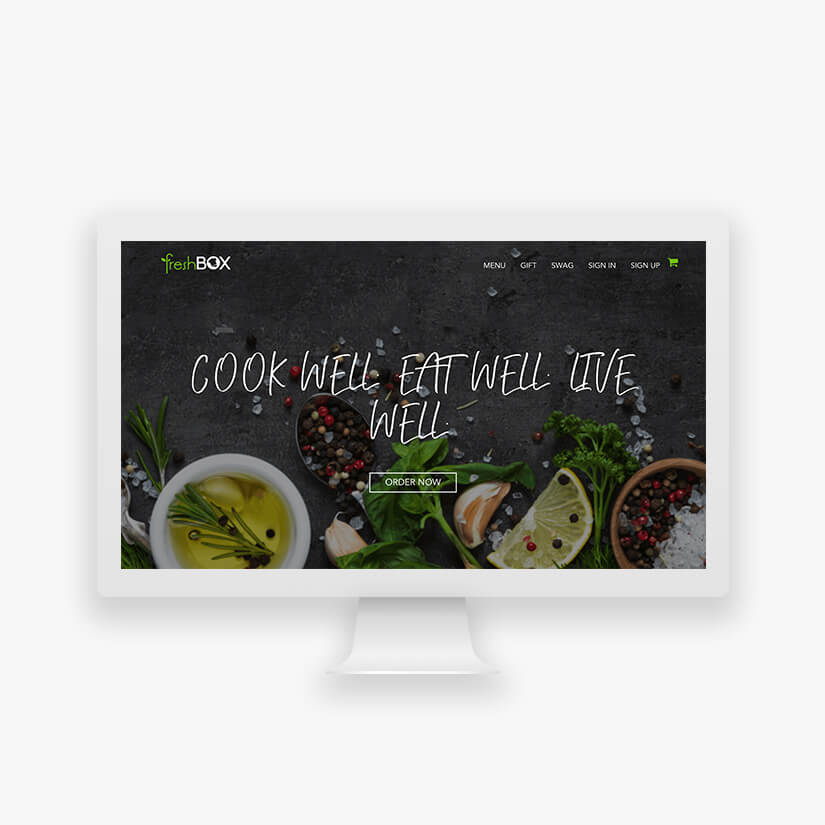 freshBOX
MENU GIFT SWAG SIGN IN SIGN UP
COOK WELL. EAT WELL. LIVE
WELL.
ORDER NOW